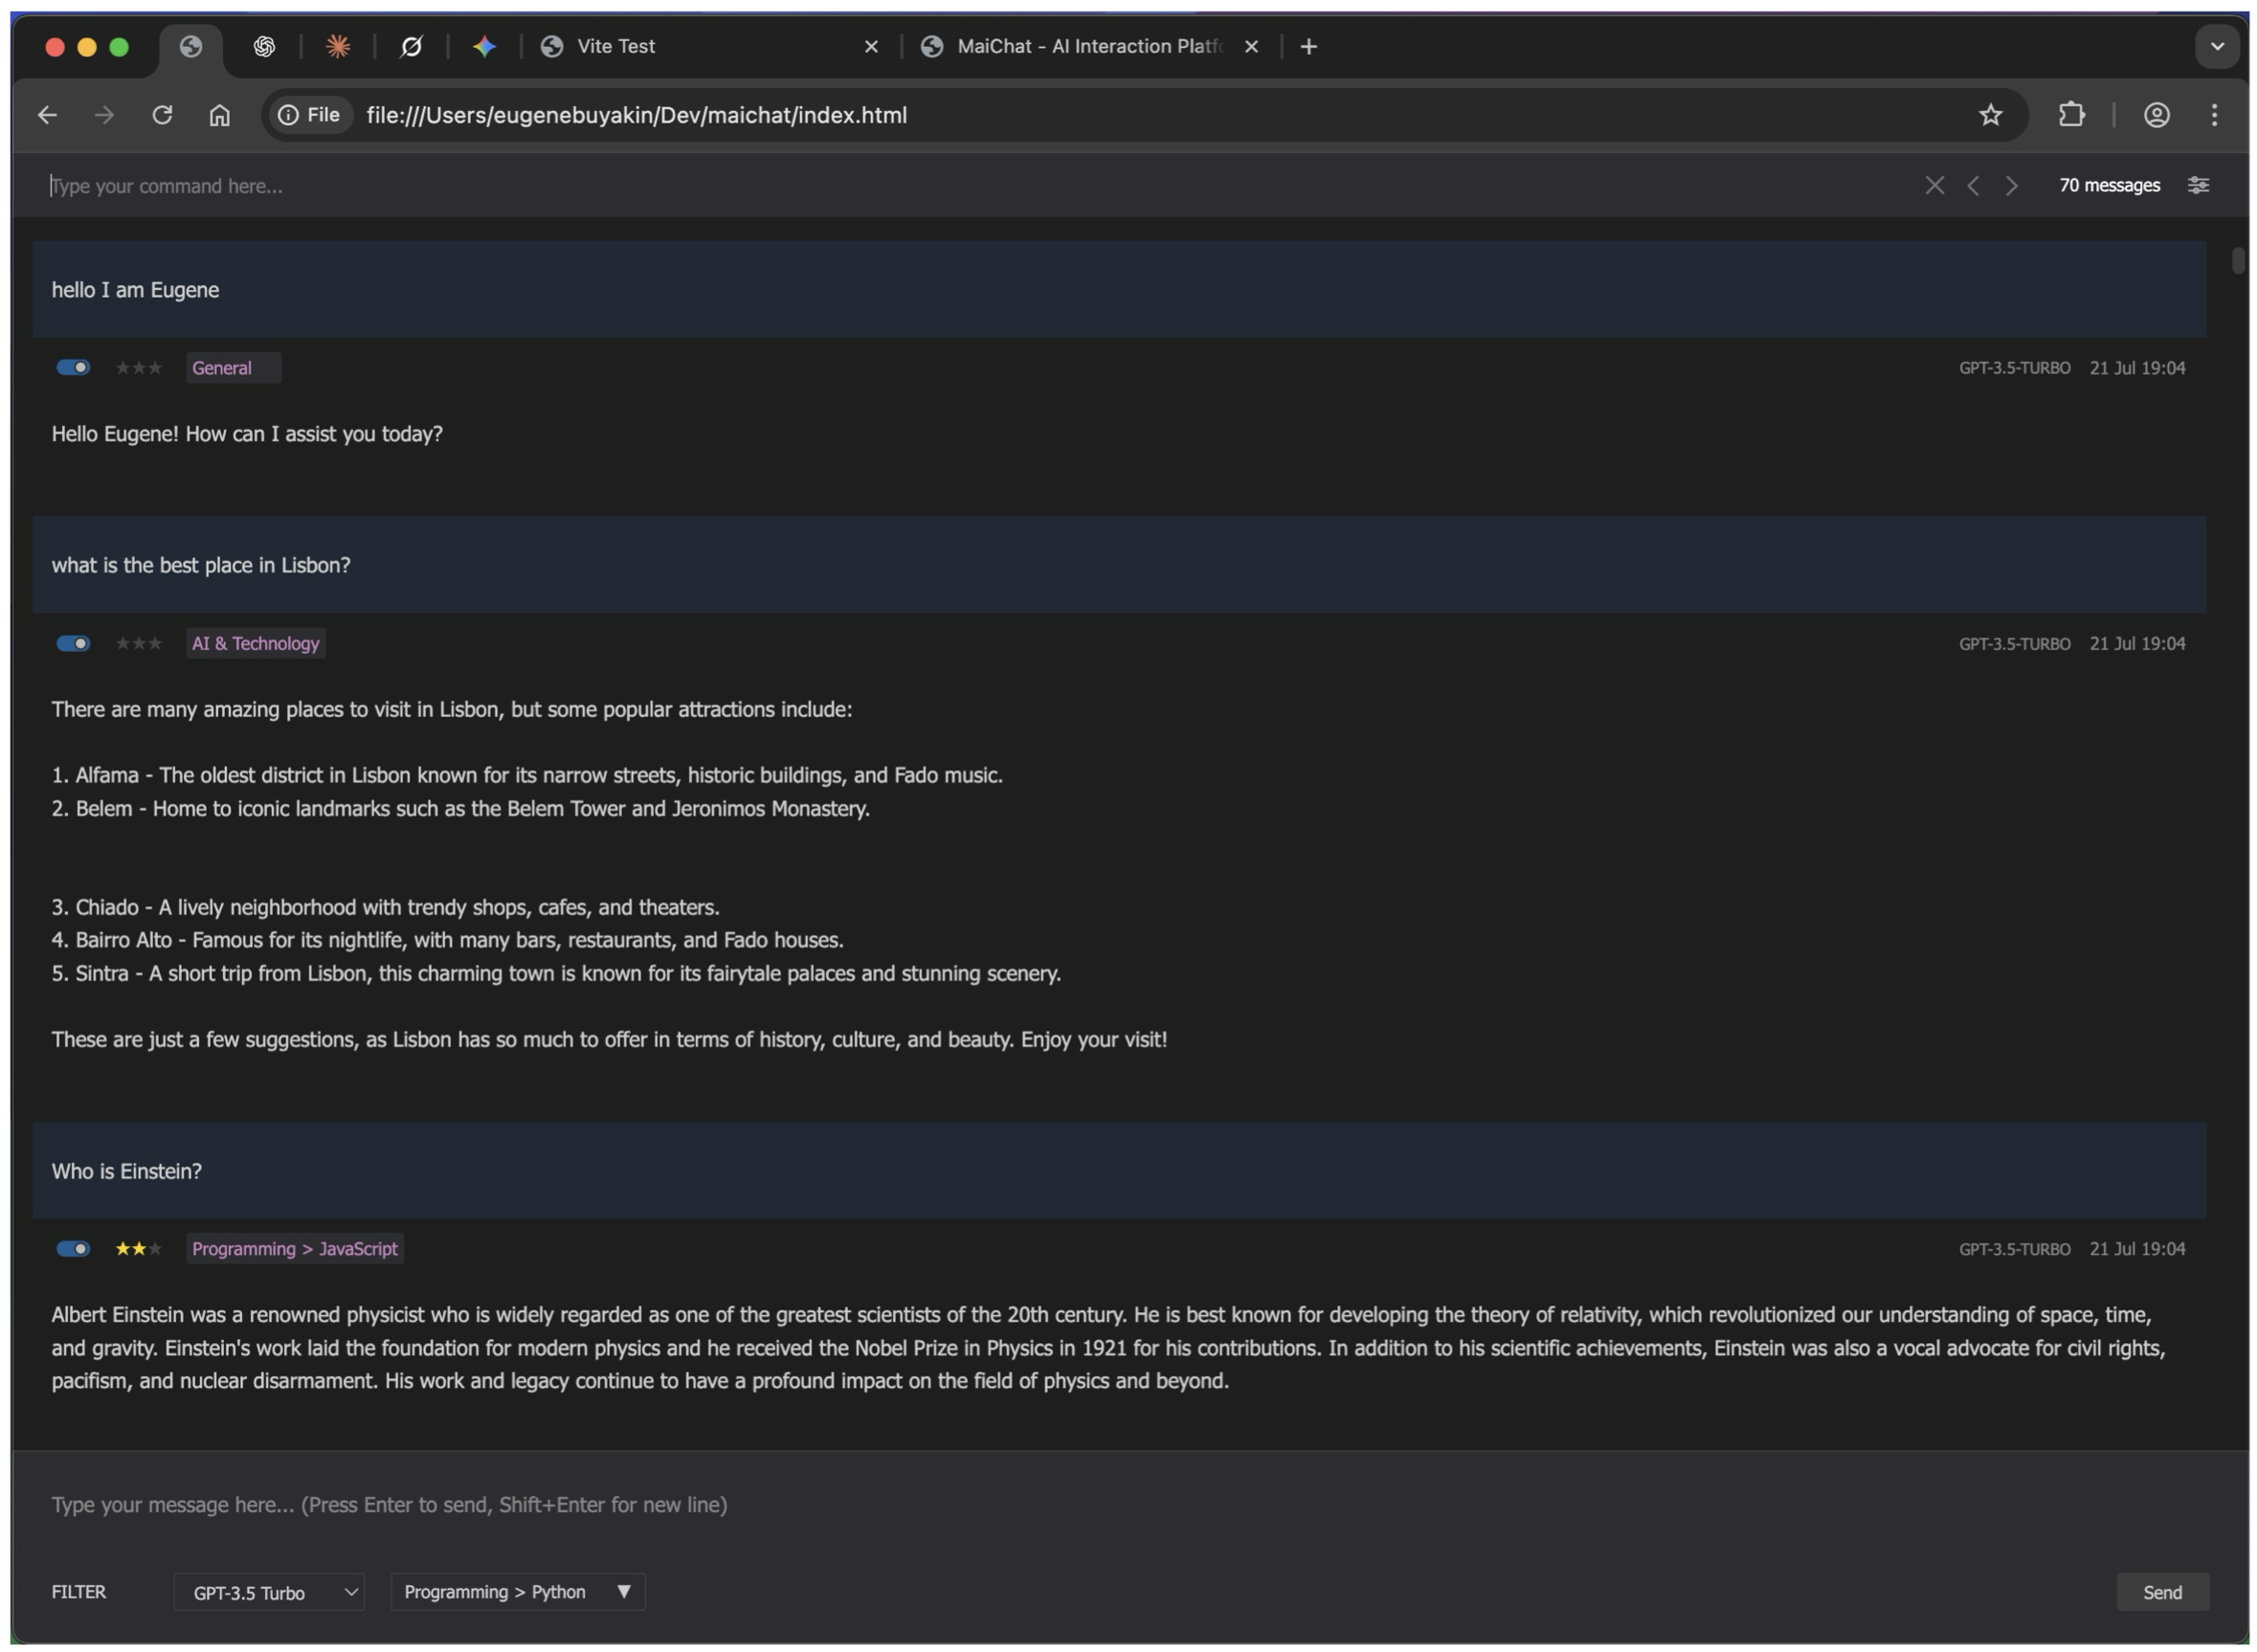 Vite Test
MaiChat - AI Interaction Platf
File file:///Users/eugenebuyakin/Dev/maichat/index.html
Type your command here...
70 messages
hello I am Eugene
General
GPT-3.5-TURBO 21 Jul 19:04
Hello Eugene! How can I assist you today?
what is the best place in Lisbon?
AI & Technology
GPT-3.5-TURBO 21 Jul 19:04
There are many amazing places to visit in Lisbon, but some popular attractions include:
1. Alfama - The oldest district in Lisbon known for its narrow streets, historic buildings, and Fado music.
2. Belem - Home to iconic landmarks such as the Belem Tower and Jeronimos Monastery.
3. Chiado - A lively neighborhood with trendy shops, cafes, and theaters.
4. Bairro Alto - Famous for its nightlife, with many bars, restaurants, and Fado houses.
5. Sintra - A short trip from Lisbon, this charming town is known for its fairytale palaces and stunning scenery.
These are just a few suggestions, as Lisbon has so much to offer in terms of history, culture, and beauty. Enjoy your visit!
Who is Einstein?
Programming > JavaScript
GPT-3.5-TURBO 21 Jul 19:04
Albert Einstein was a renowned physicist who is widely regarded as one of the greatest scientists of the 20th century. He is best known for developing the theory of relativity, which revolutionized our understanding of space, time,
and gravity. Einstein's work laid the foundation for modern physics and he received the Nobel Prize in Physics in 1921 for his contributions. In addition to his scientific achievements, Einstein was also a vocal advocate for civil rights,
pacifism, and nuclear disarmament. His work and legacy continue to have a profound impact on the field of physics and beyond.
Type your message here... (Press Enter to send, Shift+Enter for new line)
FILTER
GPT-3.5 Turbo
Programming > Python
Send